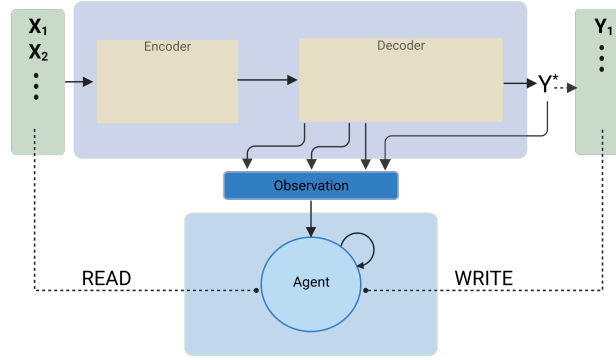 X₁
X₂
Encoder
Decoder
Y*
Y₁
Observation
Agent
READ
WRITE